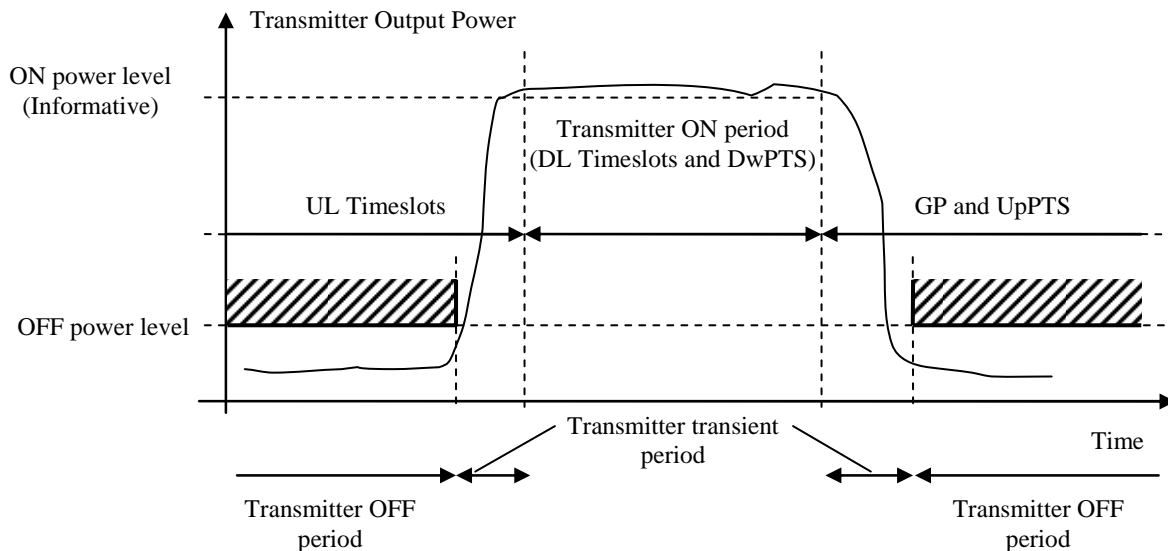 Transmitter Output Power
ON power level
(Informative)
Transmitter ON period
(DL Timeslots and DwPTS)
UL Timeslots
GP and UpPTS
OFF power level
Transmitter transient
period
Time
Transmitter OFF
period
Transmitter OFF
period